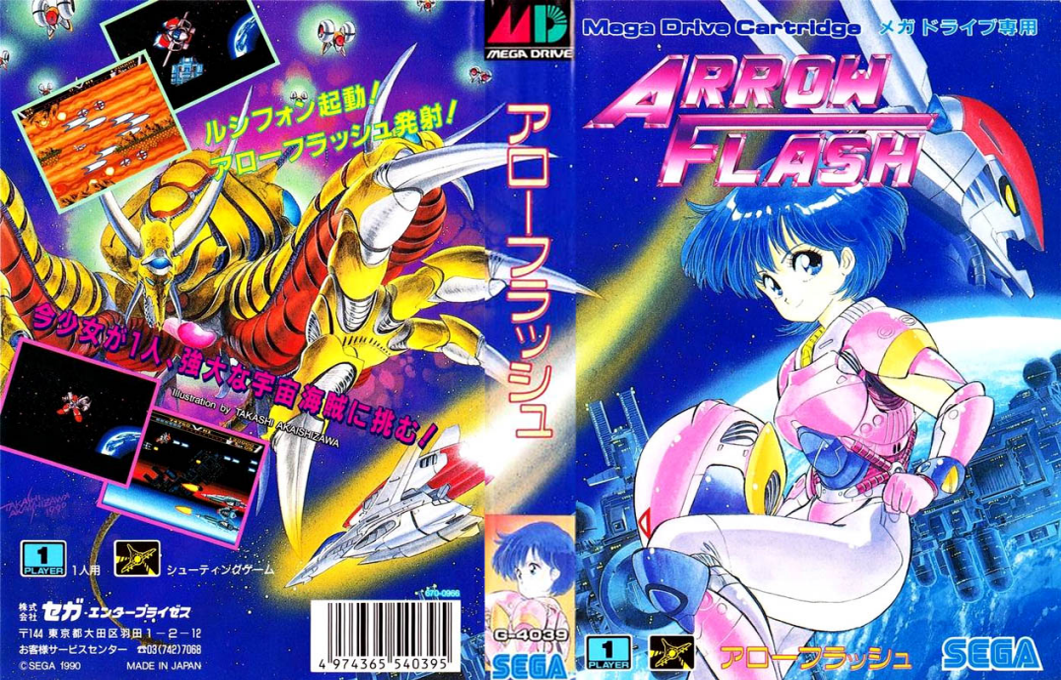 ルシフォン起動！
アローフラッシュ発射！
今少女が1人、強大な宇宙海賊に挑む！
Illustration by TAKASHI AKAISHIZAWA
TAKASHI
AKAISHIZAWA
1990
1
PLAYER
1人用
シューティングゲーム
株式
会社
セガ・エンタープライゼス
〒144 東京都大田区羽田1-2-12
お客様サービスセンター ☎03(742)7068
©SEGA 1990
MADE IN JAPAN
4 974365 540395
MD
MEGA DRIVE
アローフラッシュ
G-4039
SEGA
Mega Drive Cartridge メガドライブ専用
ARROW
FLASH
1
PLAYER
アローフラッシュ
SEGA